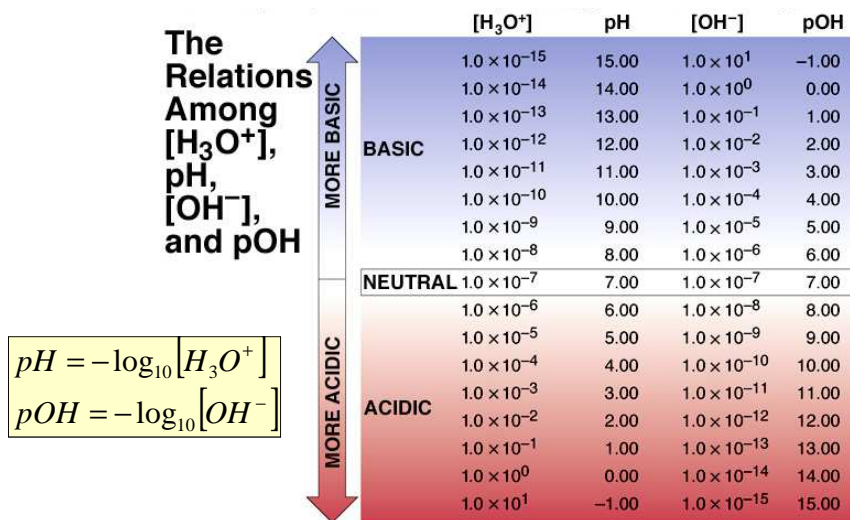 The
Relations
Among
[H₃O⁺],
pH,
[OH⁻],
and pOH
pH = −log₁₀[H₃O⁺]
pOH = −log₁₀[OH⁻]
MORE BASIC
MORE ACIDIC
[H₃O⁺] pH [OH⁻] pOH
1.0 × 10⁻¹⁵ 15.00 1.0 × 10¹ −1.00
1.0 × 10⁻¹⁴ 14.00 1.0 × 10⁰ 0.00
1.0 × 10⁻¹³ 13.00 1.0 × 10⁻¹ 1.00
BASIC 1.0 × 10⁻¹² 12.00 1.0 × 10⁻² 2.00
1.0 × 10⁻¹¹ 11.00 1.0 × 10⁻³ 3.00
1.0 × 10⁻¹⁰ 10.00 1.0 × 10⁻⁴ 4.00
1.0 × 10⁻⁹ 9.00 1.0 × 10⁻⁵ 5.00
1.0 × 10⁻⁸ 8.00 1.0 × 10⁻⁶ 6.00
NEUTRAL 1.0 × 10⁻⁷ 7.00 1.0 × 10⁻⁷ 7.00
1.0 × 10⁻⁶ 6.00 1.0 × 10⁻⁸ 8.00
1.0 × 10⁻⁵ 5.00 1.0 × 10⁻⁹ 9.00
1.0 × 10⁻⁴ 4.00 1.0 × 10⁻¹⁰ 10.00
1.0 × 10⁻³ 3.00 1.0 × 10⁻¹¹ 11.00
ACIDIC 1.0 × 10⁻² 2.00 1.0 × 10⁻¹² 12.00
1.0 × 10⁻¹ 1.00 1.0 × 10⁻¹³ 13.00
1.0 × 10⁰ 0.00 1.0 × 10⁻¹⁴ 14.00
1.0 × 10¹ −1.00 1.0 × 10⁻¹⁵ 15.00